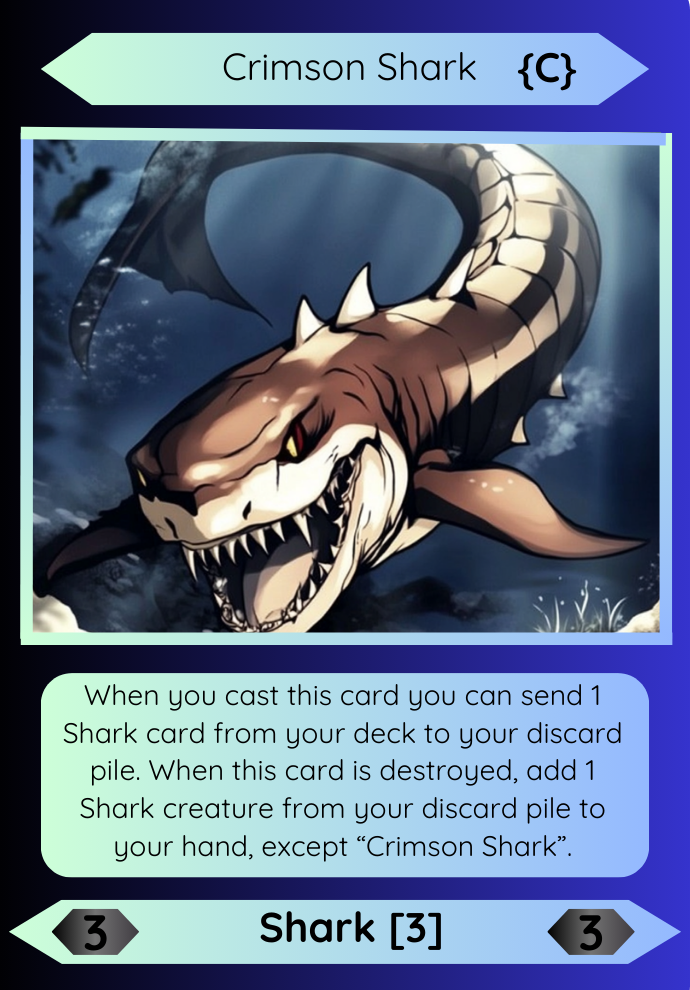 Crimson Shark {C}
When you cast this card you can send 1
Shark card from your deck to your discard
pile. When this card is destroyed, add 1
Shark creature from your discard pile to
your hand, except “Crimson Shark”.
3 Shark [3] 3